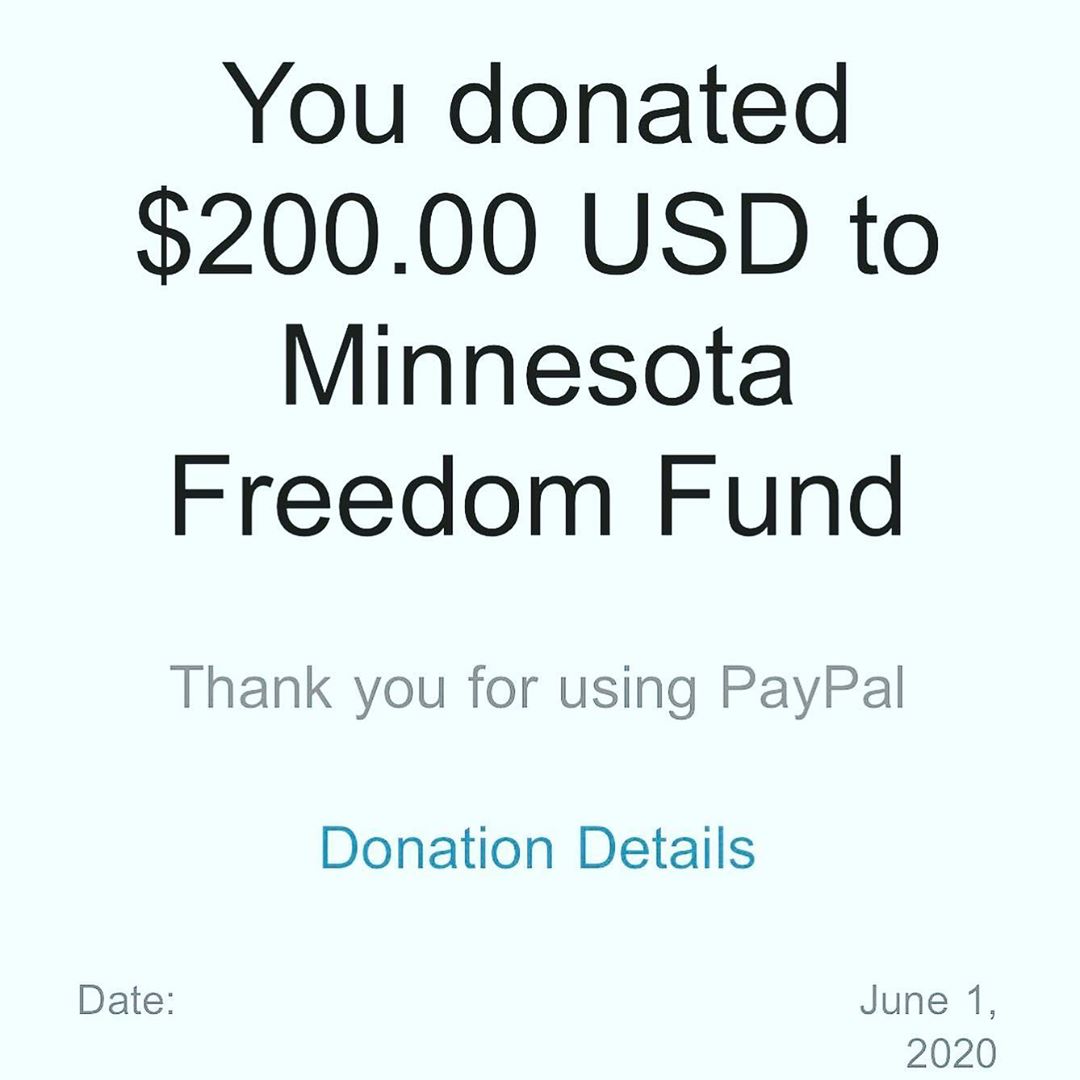 You donated
$200.00 USD to
Minnesota
Freedom Fund
Thank you for using PayPal
Donation Details
Date:
June 1,
2020